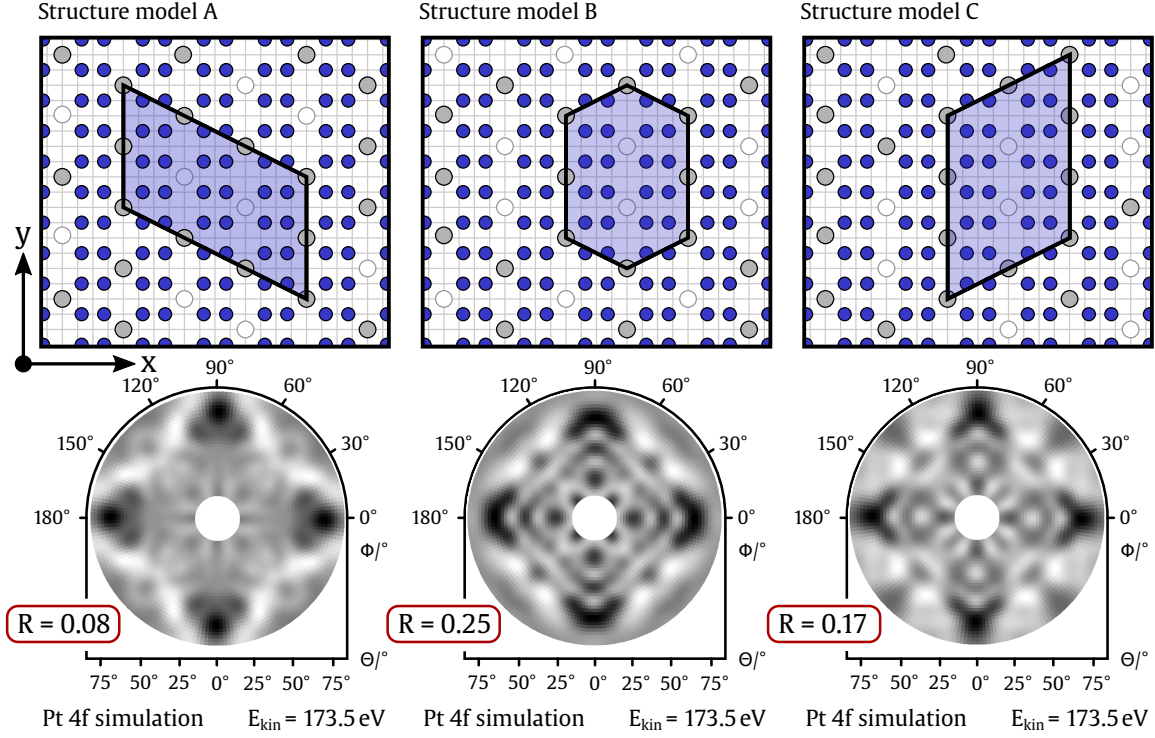 Structure model A
Structure model B
Structure model C
y
x
90°
120°
60°
150°
30°
180°
0°
Φ/°
R = 0.08
Θ/°
75° 50° 25° 0° 25° 50° 75°
Pt 4f simulation
E_kin = 173.5 eV
90°
120°
60°
150°
30°
180°
0°
Φ/°
R = 0.25
Θ/°
75° 50° 25° 0° 25° 50° 75°
Pt 4f simulation
E_kin = 173.5 eV
90°
120°
60°
150°
30°
180°
0°
Φ/°
R = 0.17
Θ/°
75° 50° 25° 0° 25° 50° 75°
Pt 4f simulation
E_kin = 173.5 eV